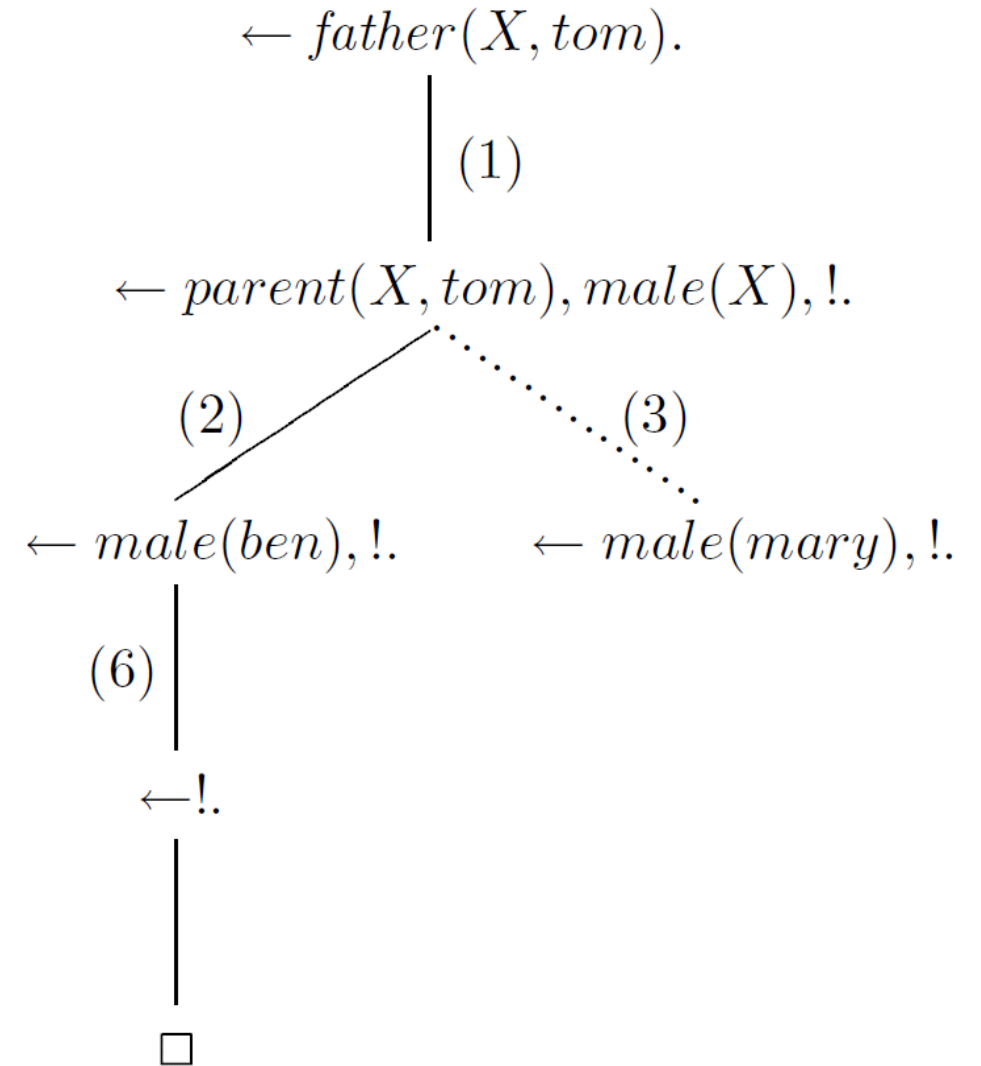 ← father(X, tom).
(1)
← parent(X, tom), male(X), !.
(2) (3)
← male(ben), !. ← male(mary), !.
(6)
←!.
□